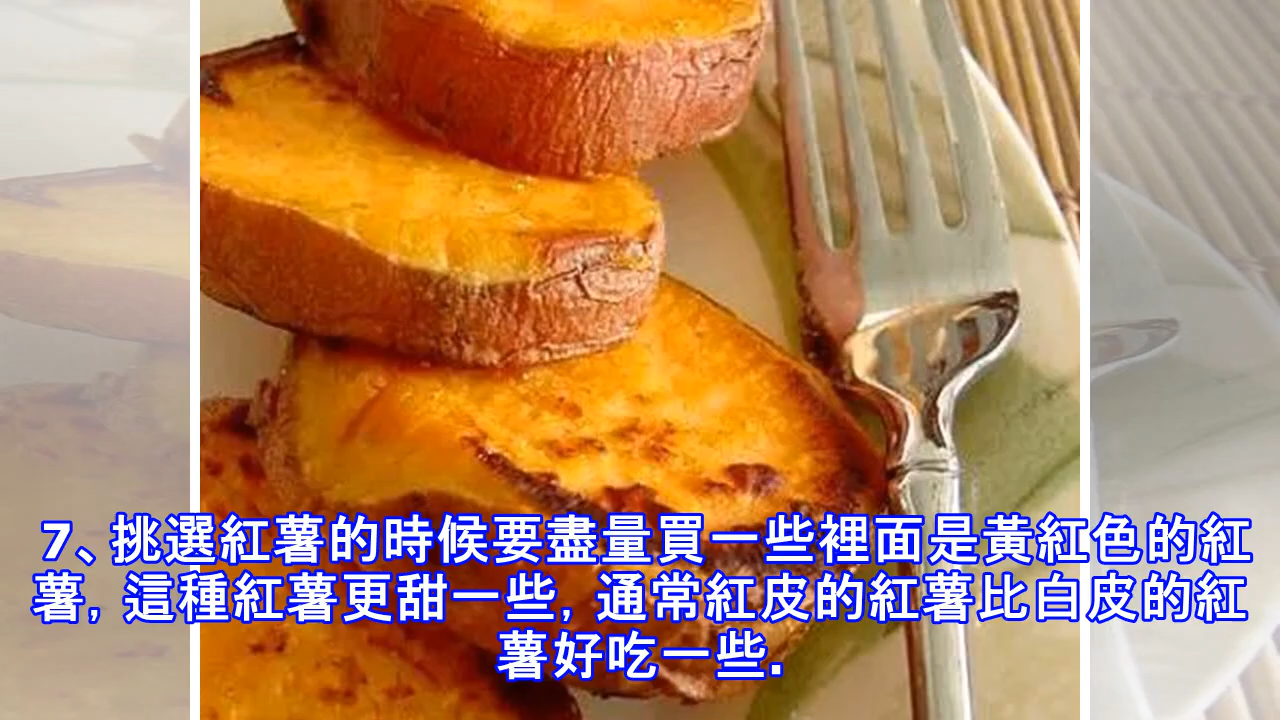 7、挑選紅薯的時候要盡量買一些裡面是黃紅色的紅
薯, 這種紅薯更甜一些, 通常紅皮的紅薯比白皮的紅
薯好吃一些.